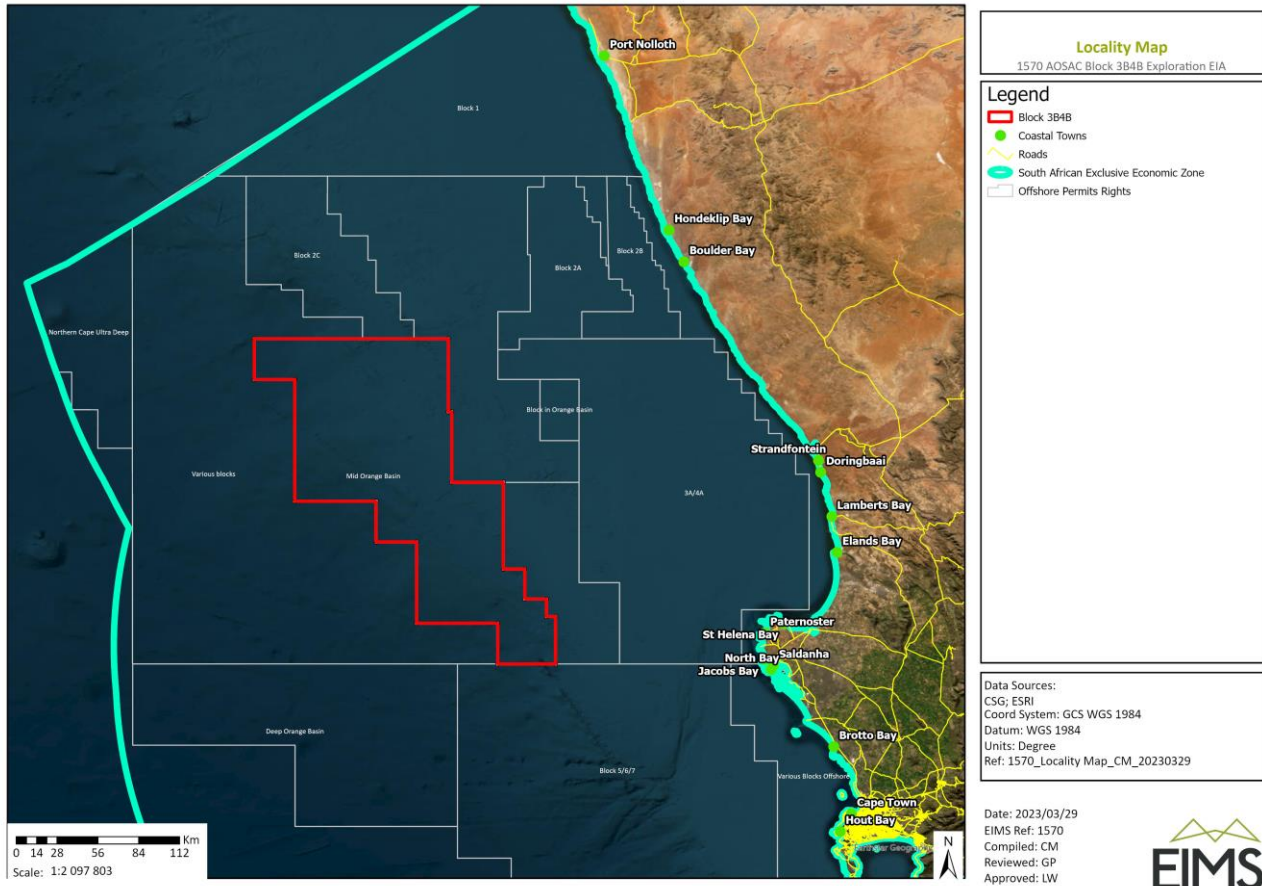 Port Nolloth
Block 1
Hondeklip Bay
Boulder Bay
Block 2C
Block 2A
Block 2B
Northern Cape Ultra Deep
Block in Orange Basin
Various blocks
Mid Orange Basin
3A/4A
Strandfontein
Doringbaai
Lamberts Bay
Elands Bay
Paternoster
St Helena Bay
North Bay
Saldanha
Jacobs Bay
Deep Orange Basin
Block 5/6/7
Brotto Bay
Various Blocks Offshore
Cape Town
Hout Bay
Km
0 14 28 56 84 112
Scale: 1:2 097 803
N
Locality Map
1570 AOSAC Block 3B4B Exploration EIA
Legend
Block 3B4B
Coastal Towns
Roads
South African Exclusive Economic Zone
Offshore Permits Rights
Data Sources:
CSG; ESRI
Coord System: GCS WGS 1984
Datum: WGS 1984
Units: Degree
Ref: 1570_Locality Map_CM_20230329
Date: 2023/03/29
EIMS Ref: 1570
Compiled: CM
Reviewed: GP
Approved: LW
EIMS